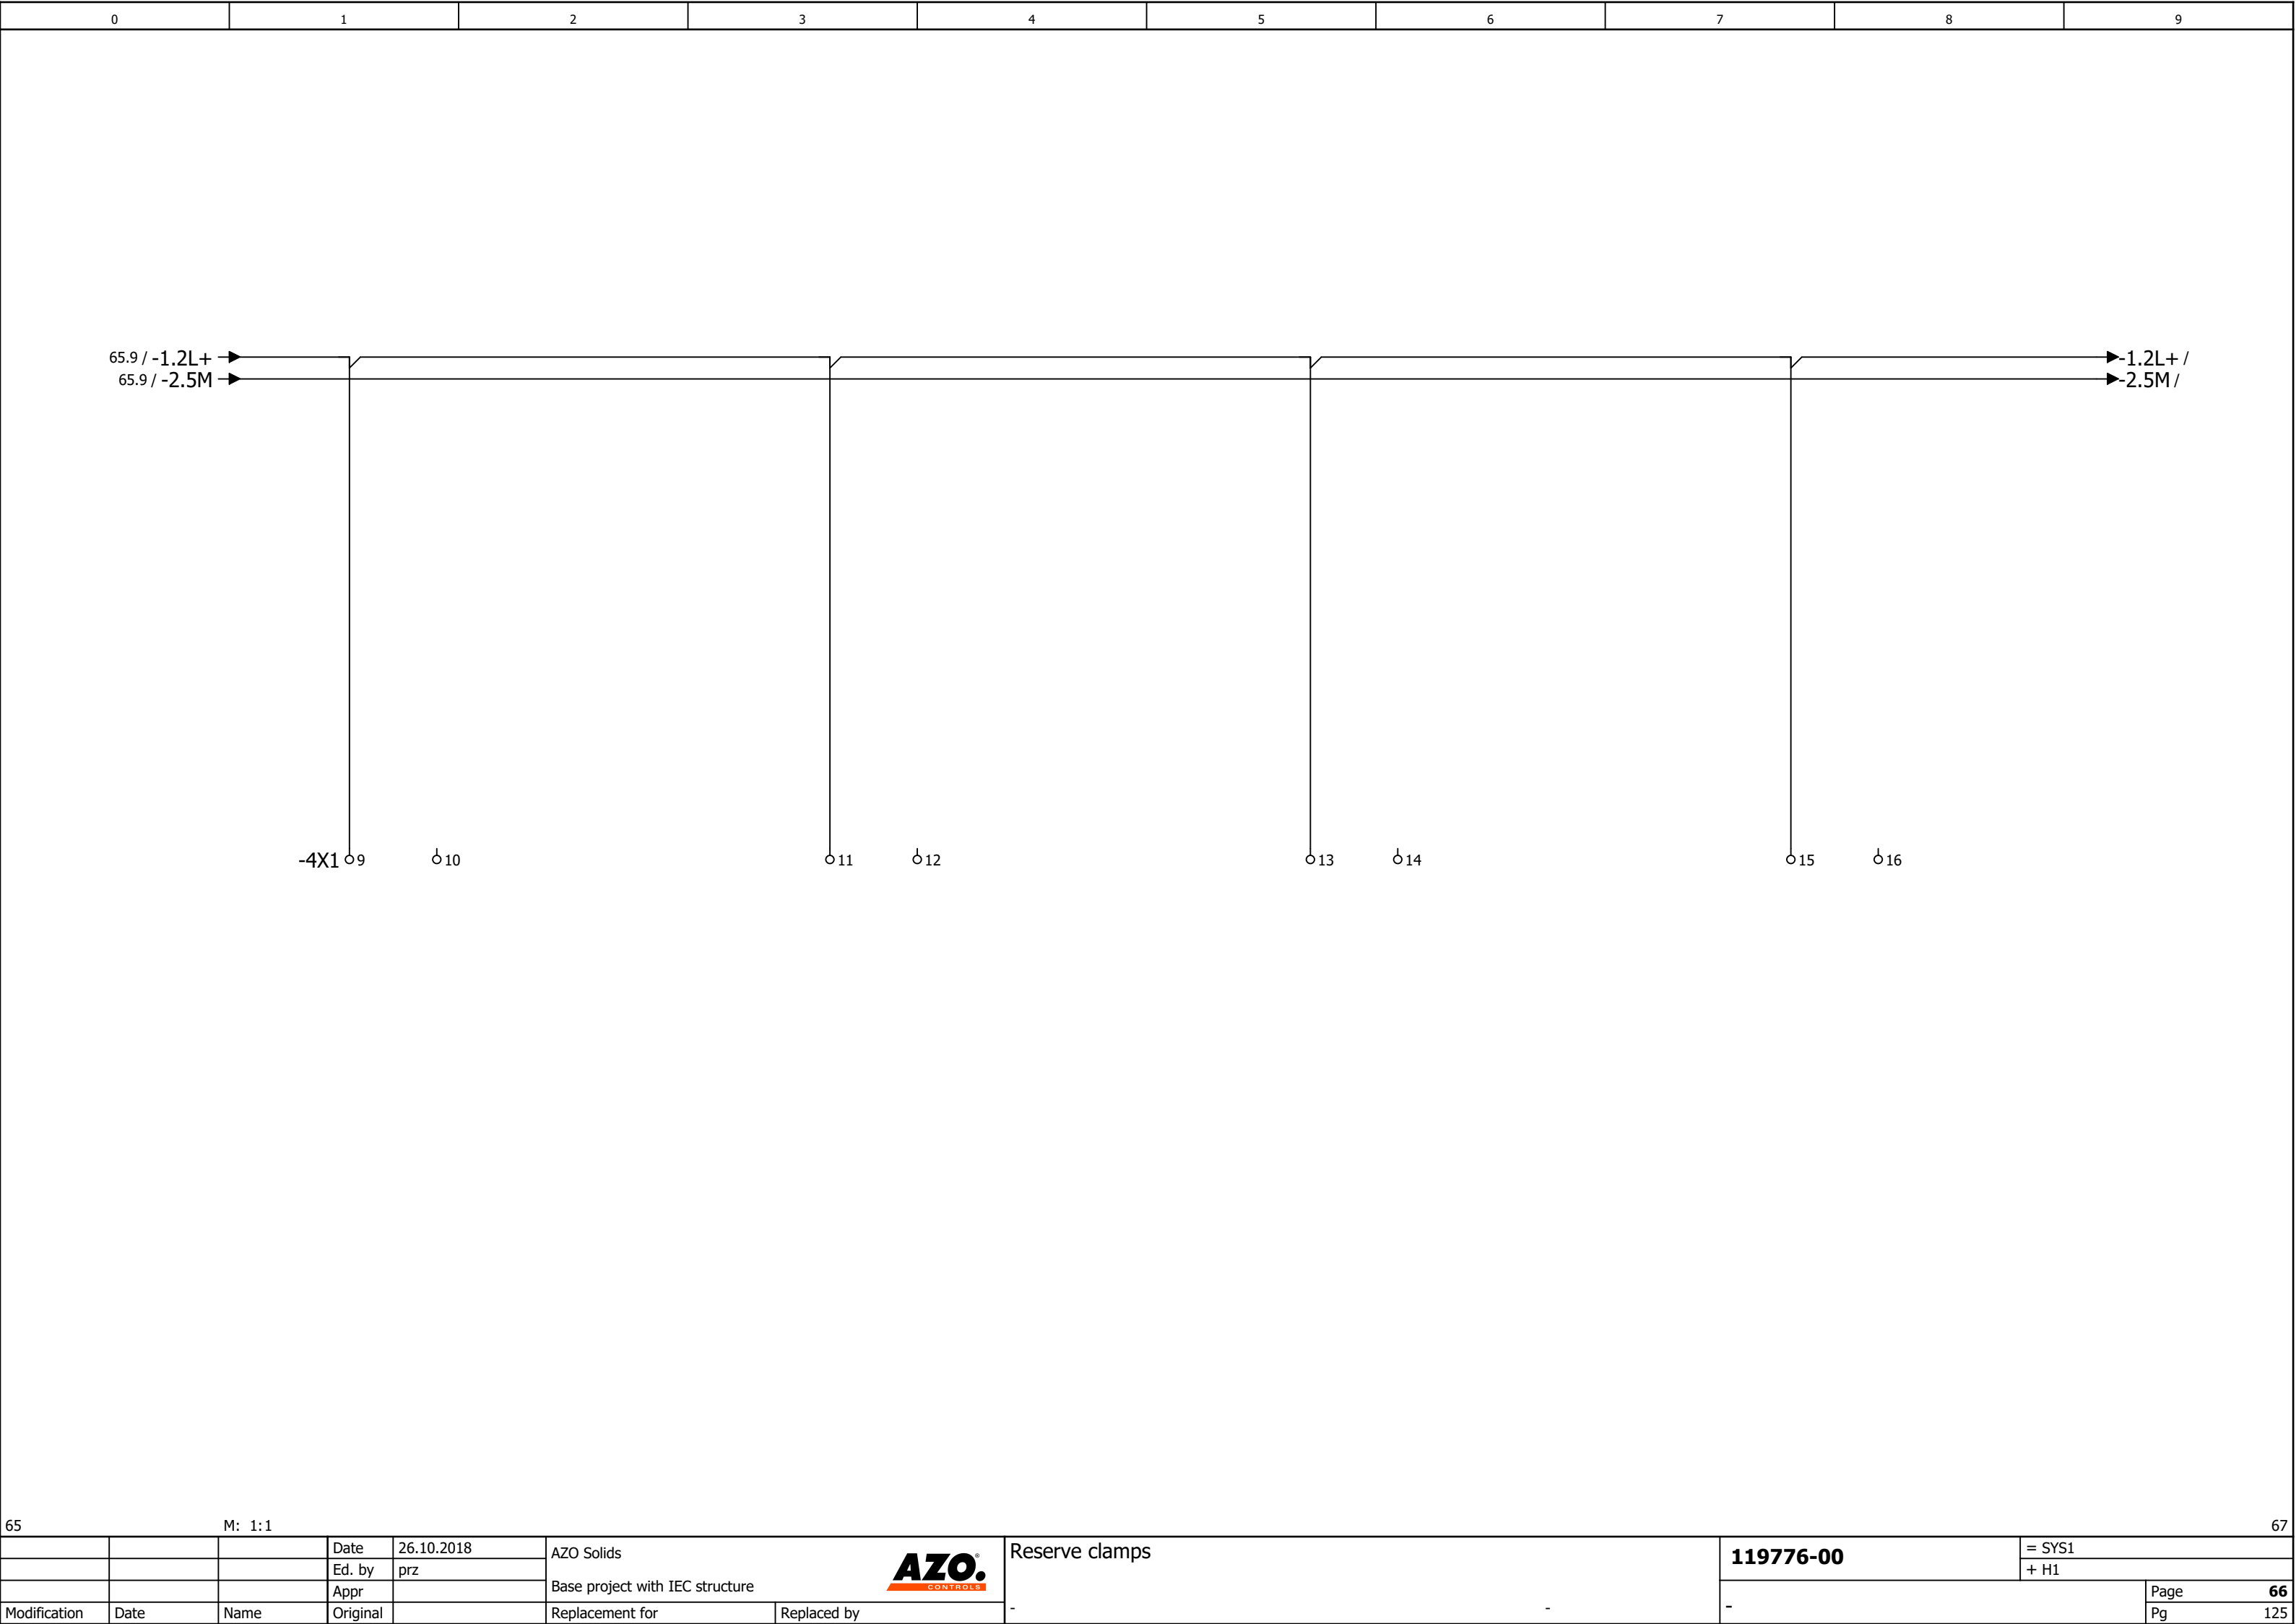 0 1 2 3 4 5 6 7 8 9
65.9 / -1.2L+ -1.2L+ /
65.9 / -2.5M -2.5M /
-4X1 9 10 11 12 13 14 15 16
65 M: 1:1 67
Date 26.10.2018 AZO Solids AZO.® CONTROLS Reserve clamps 119776-00 = SYS1
Ed. by prz + H1
Appr Base project with IEC structure Page 66
Modification Date Name Original Replacement for Replaced by - - - Pg 125